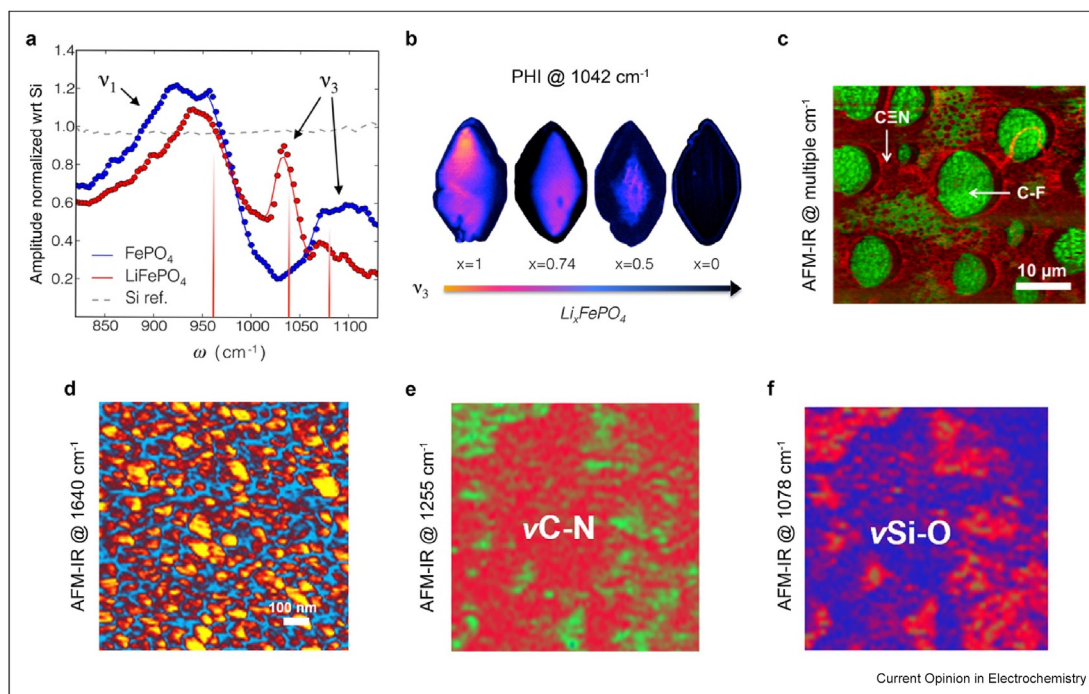 a
ν₁
ν₃
1.4
1.2
1.0
0.8
0.6
0.4
0.2
Amplitude normalized wrt Si
FePO₄
LiFePO₄
Si ref.
850 900 950 1000 1050 1100
ω (cm⁻¹)
b
PHI @ 1042 cm⁻¹
x=1 x=0.74 x=0.5 x=0
ν₃
LiₓFePO₄
c
AFM-IR @ multiple cm⁻¹
CΞN
C-F
10 µm
d
AFM-IR @ 1640 cm⁻¹
100 nm
e
AFM-IR @ 1255 cm⁻¹
νC-N
f
AFM-IR @ 1078 cm⁻¹
νSi-O
Current Opinion in Electrochemistry